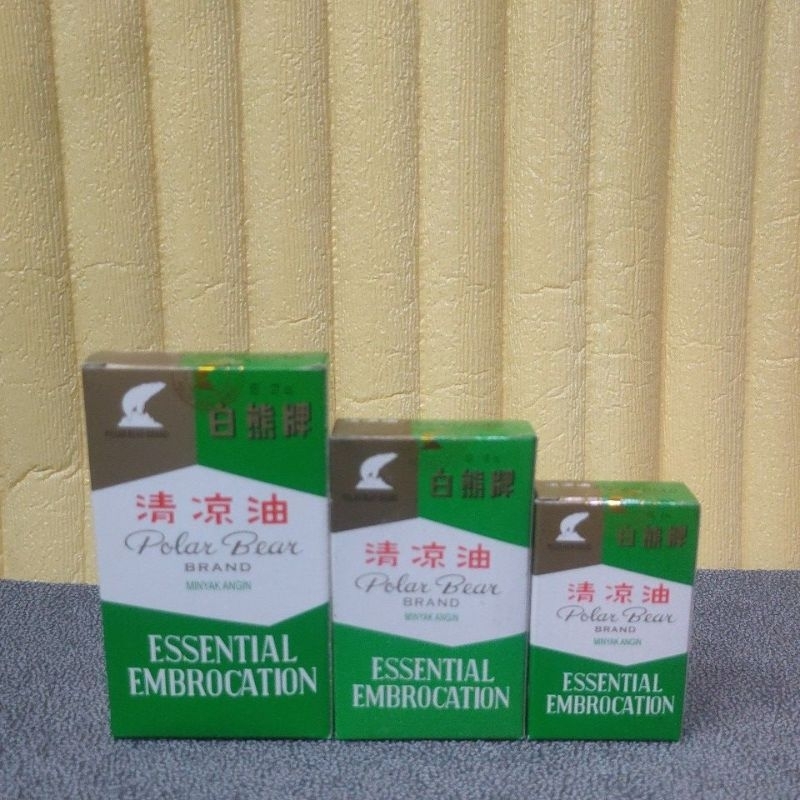 白熊牌
清凉油
Polar Bear
BRAND
MINYAK ANGIN
ESSENTIAL
EMBROCATION
白熊牌
清凉油
Polar Bear
BRAND
MINYAK ANGIN
ESSENTIAL
EMBROCATION
白熊牌
清凉油
Polar Bear
BRAND
MINYAK ANGIN
ESSENTIAL
EMBROCATION